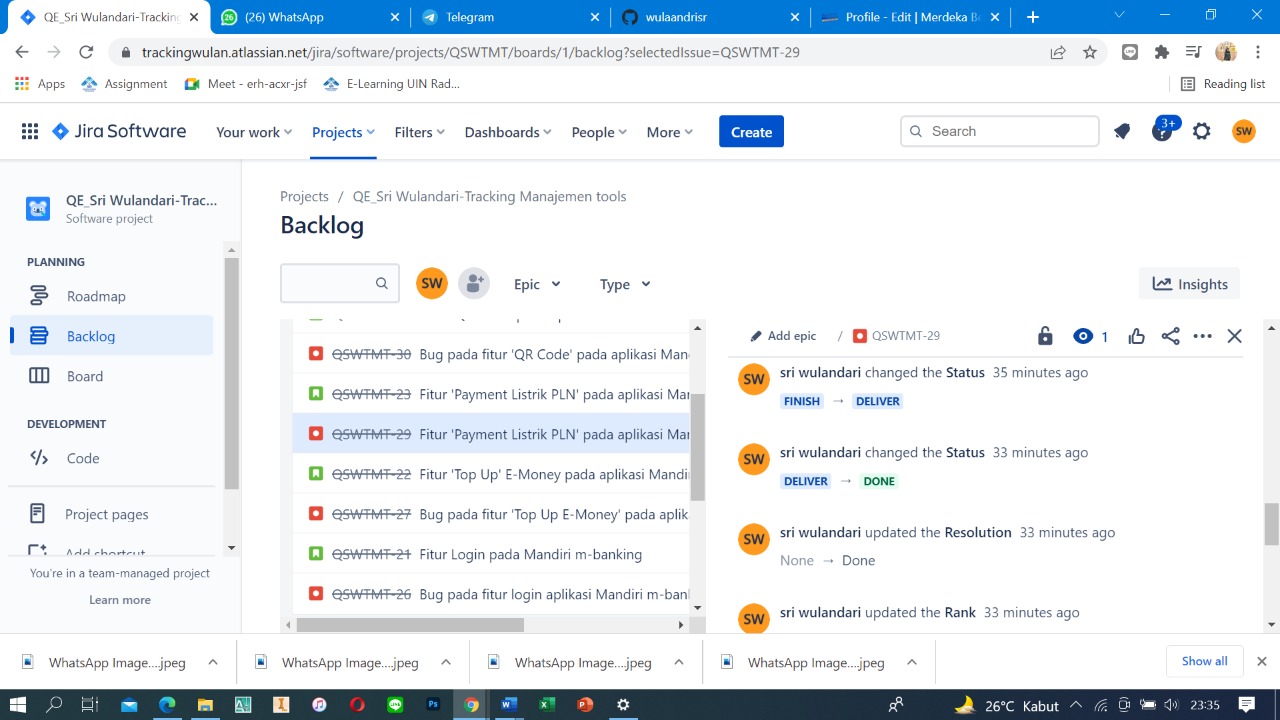 QE_Sri Wulandari-Tracking
(26) WhatsApp
Telegram
wulaandrisr
Profile - Edit | Merdeka Be
trackingwulan.atlassian.net/jira/software/projects/QSWTMT/boards/1/backlog?selectedIssue=QSWTMT-29
Apps
Assignment
Meet - erh-acxr-jsf
E-Learning UIN Rad...
Reading list
Jira Software
Your work
Projects
Filters
Dashboards
People
More
Create
Search
3+
SW
QE_Sri Wulandari-Trac...
Software project
PLANNING
Roadmap
Backlog
Board
DEVELOPMENT
Code
Project pages
Add shortcut
You're in a team-managed project
Learn more
Projects / QE_Sri Wulandari-Tracking Manajemen tools
Backlog
SW
Epic
Type
Insights
QSWTMT-30 Bug pada fitur 'QR Code' pada aplikasi Man
QSWTMT-23 Fitur 'Payment Listrik PLN' pada aplikasi Mar
QSWTMT-29 Fitur 'Payment Listrik PLN' pada aplikasi Mar
QSWTMT-22 Fitur 'Top Up' E-Money pada aplikasi Mandi
QSWTMT-27 Bug pada fitur 'Top Up E-Money' pada aplik
QSWTMT-21 Fitur Login pada Mandiri m-banking
QSWTMT-26 Bug pada fitur login aplikasi Mandiri m-ban
Add epic / QSWTMT-29
1
SW
sri wulandari changed the Status 35 minutes ago
FINISH → DELIVER
SW
sri wulandari changed the Status 33 minutes ago
DELIVER → DONE
SW
sri wulandari updated the Resolution 33 minutes ago
None → Done
SW
sri wulandari updated the Rank 33 minutes ago
WhatsApp Image....jpeg
WhatsApp Image....jpeg
WhatsApp Image....jpeg
WhatsApp Image....jpeg
Show all
26°C Kabut
23:35